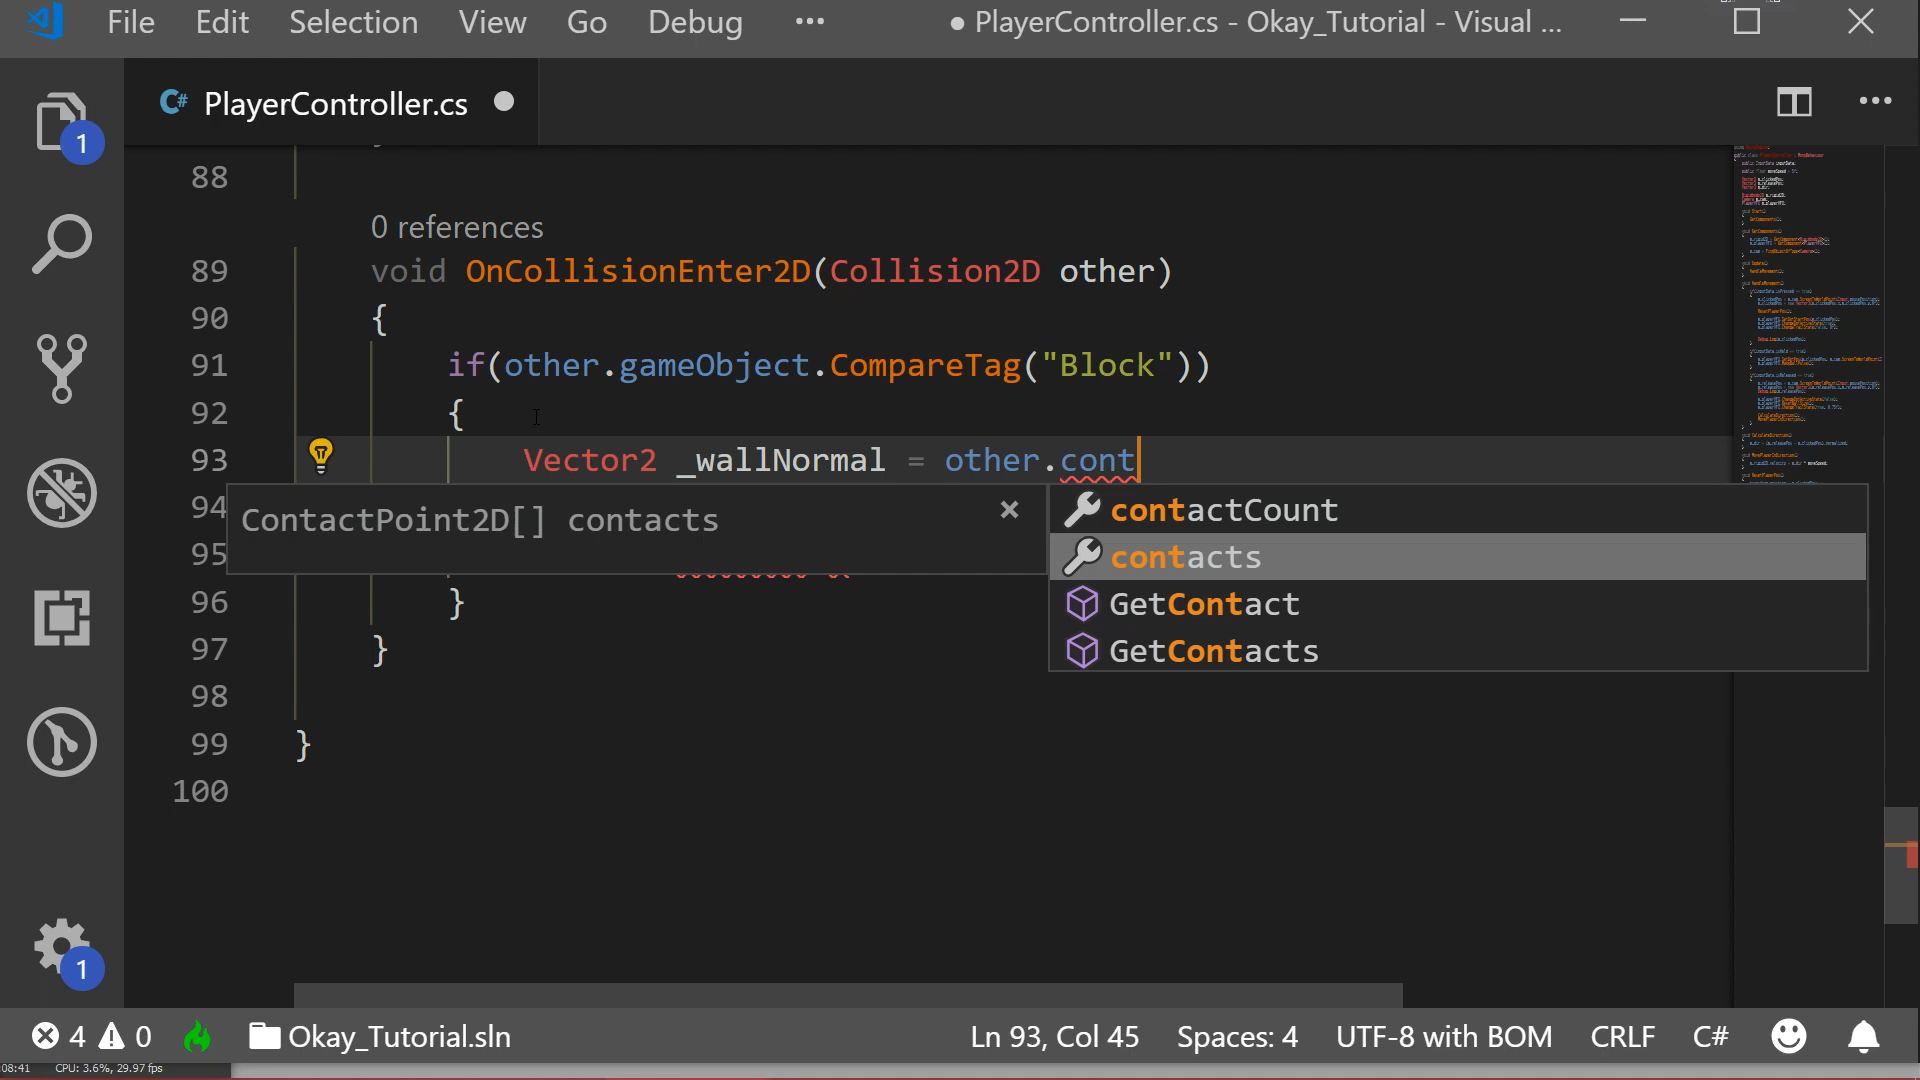 File Edit Selection View Go Debug ••• ● PlayerController.cs - Okay_Tutorial - Visual ...
C# PlayerController.cs
1
88
0 references
89 void OnCollisionEnter2D(Collision2D other)
90 {
91 if(other.gameObject.CompareTag("Block"))
92 {
93 Vector2 _wallNormal = other.cont
94
ContactPoint2D[] contacts ×
contactCount
contacts
GetContact
GetContacts
95
96 }
97 }
98
99 }
100
1
4 0 Okay_Tutorial.sln Ln 93, Col 45 Spaces: 4 UTF-8 with BOM CRLF C#
:08:41 CPU: 3.6%, 29.97 fps